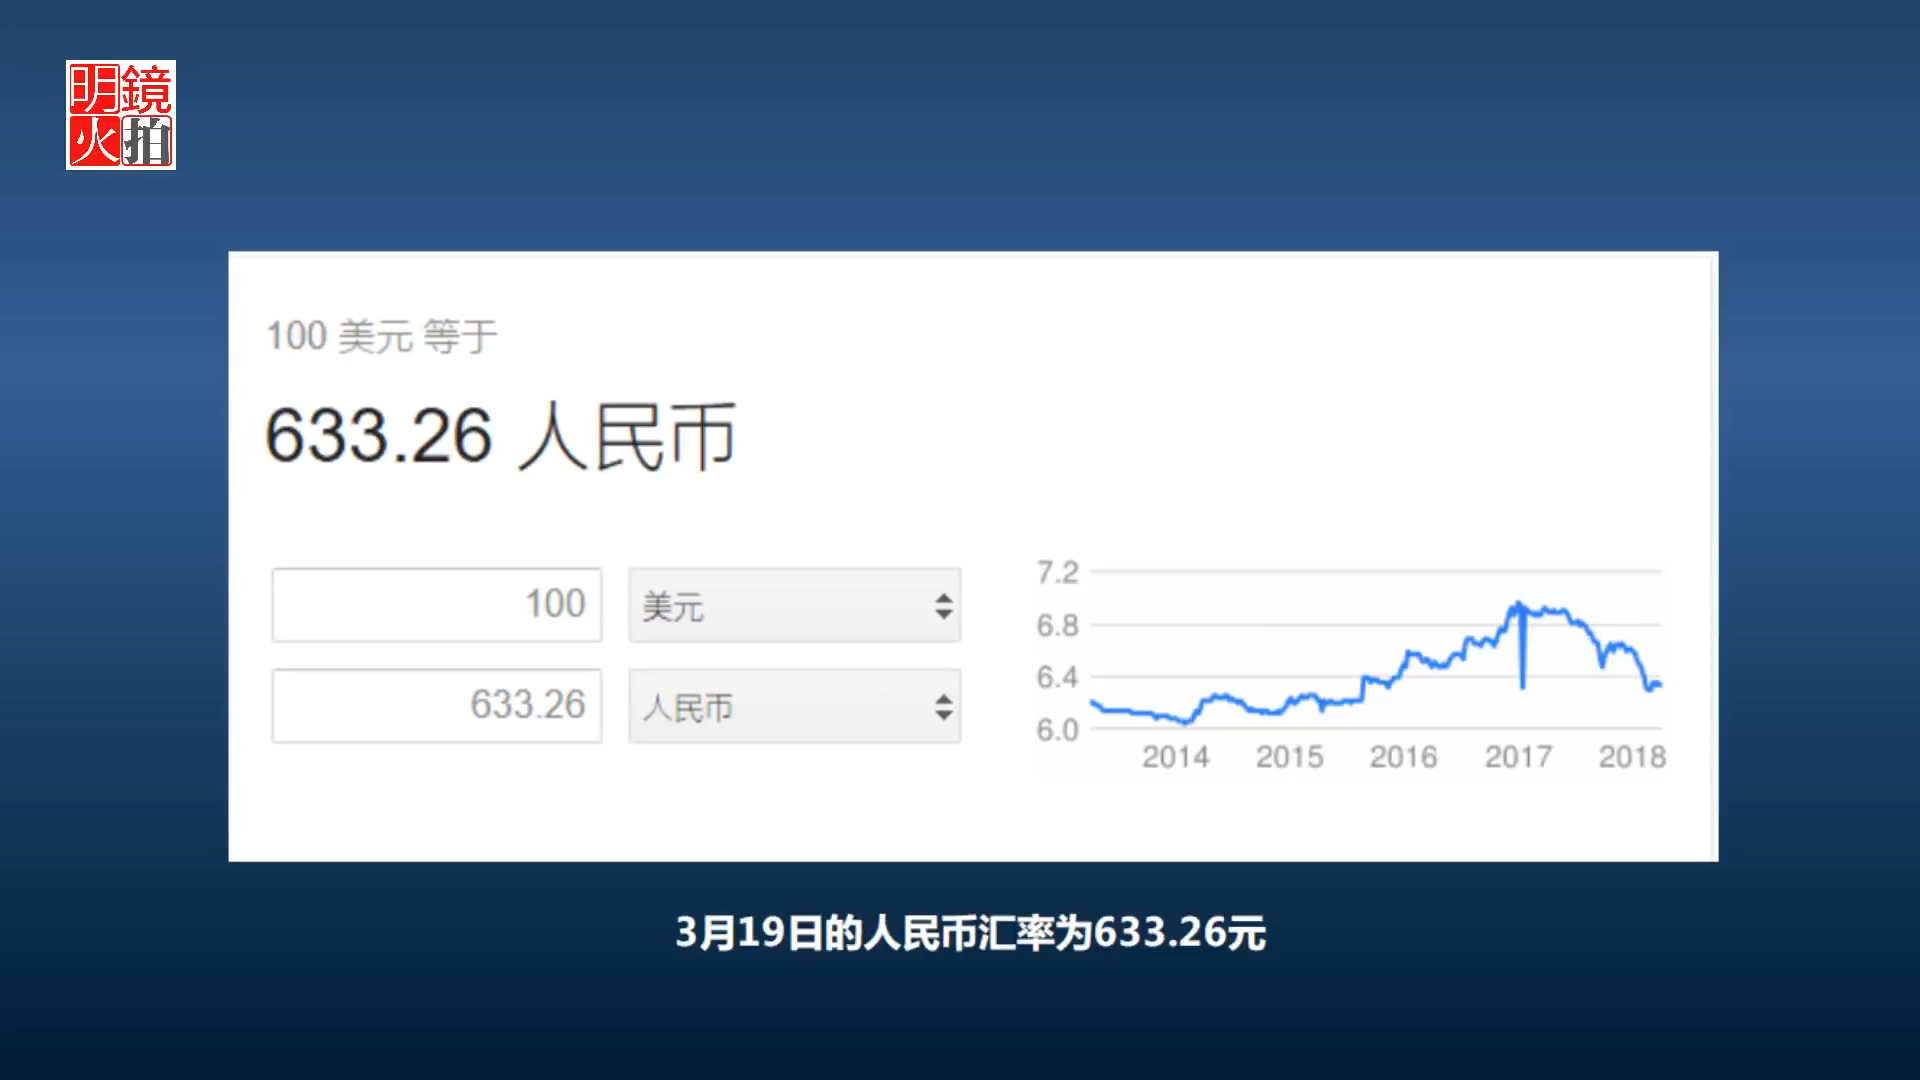 明鏡
火拍
100 美元 等于
633.26 人民币
100 美元
633.26 人民币
7.2
6.8
6.4
6.0
2014 2015 2016 2017 2018
3月19日的人民币汇率为633.26元